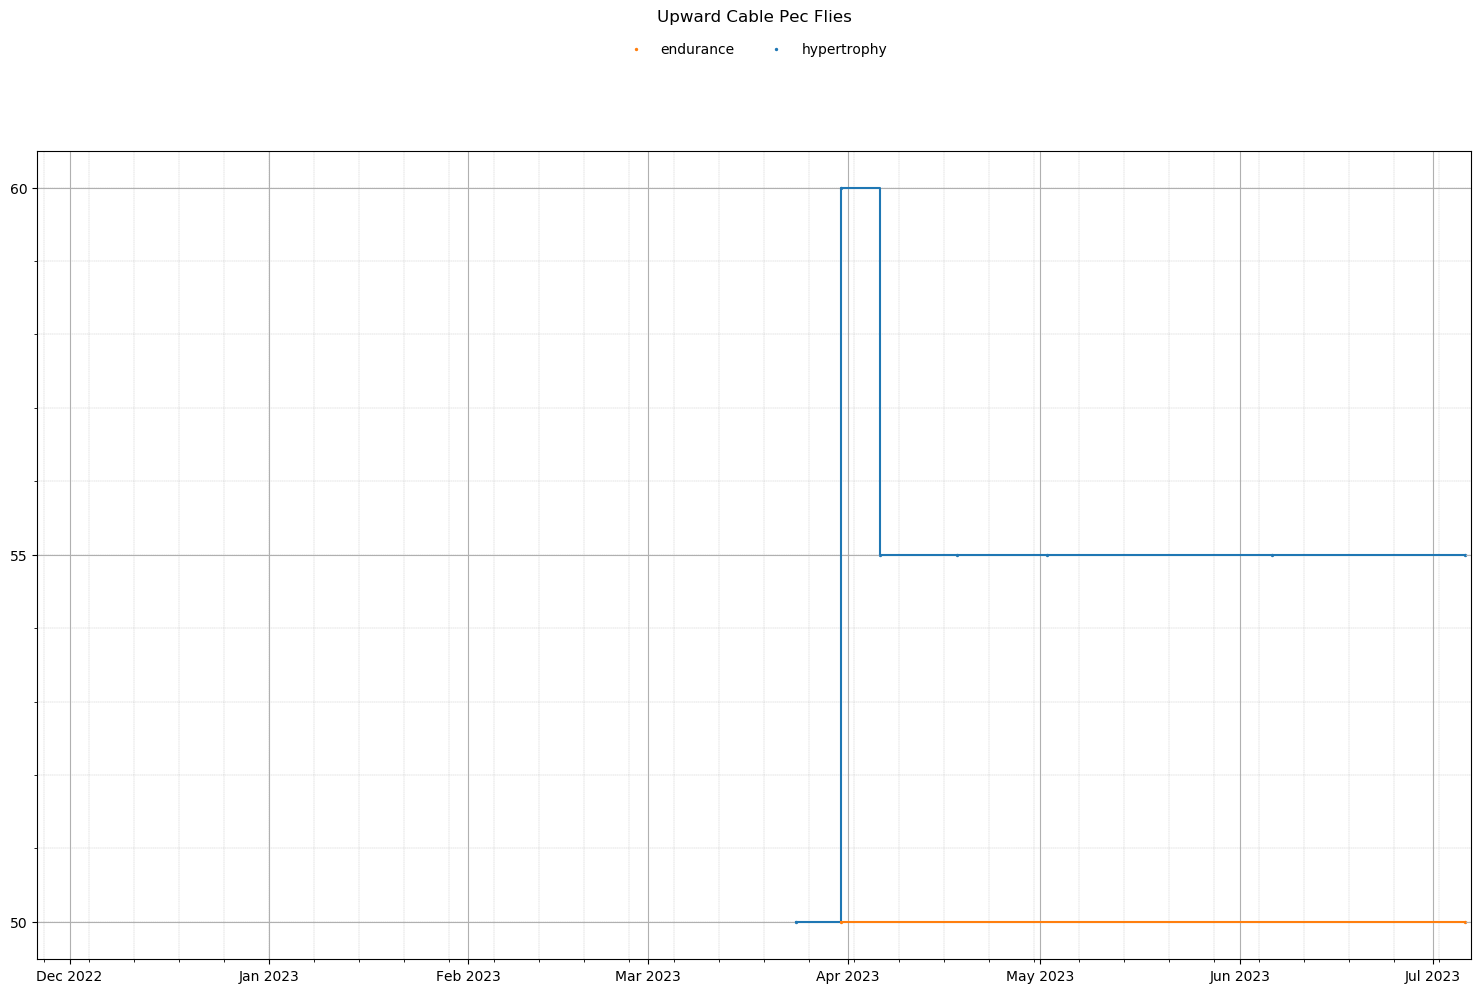 Upward Cable Pec Flies
endurance hypertrophy
60
55
50
Dec 2022 Jan 2023 Feb 2023 Mar 2023 Apr 2023 May 2023 Jun 2023 Jul 2023